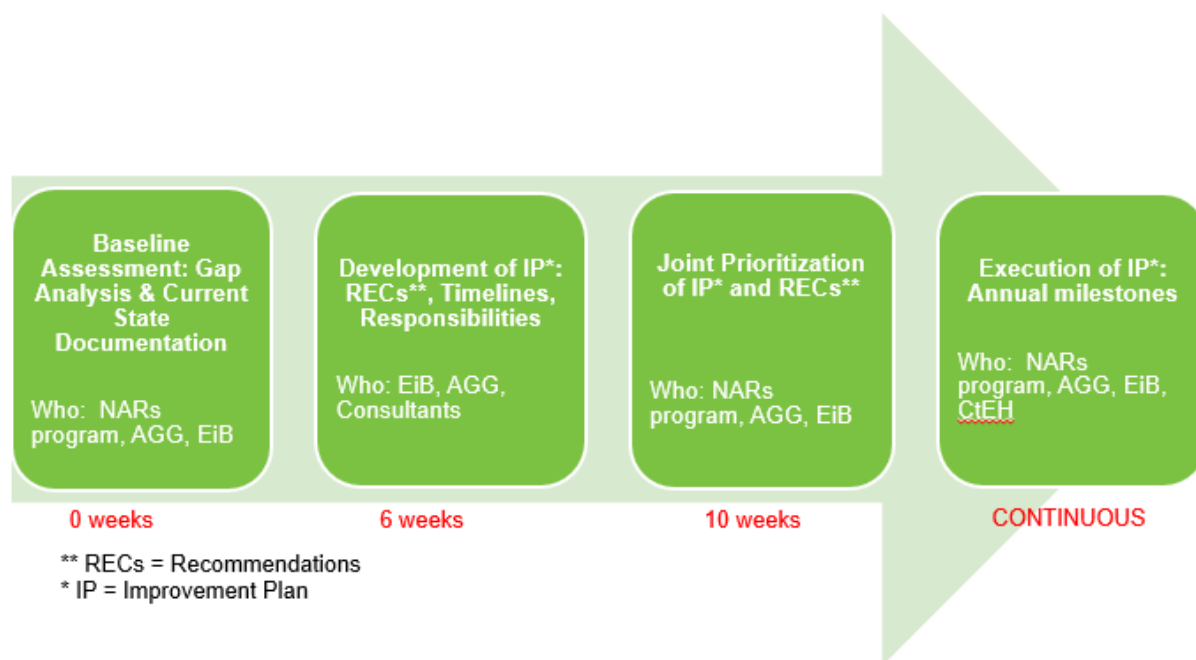 Baseline
Assessment: Gap
Analysis & Current
State
Documentation
Who:  NARs
program, AGG, EiB
0 weeks
Development of IP*:
RECs**, Timelines,
Responsibilities
Who: EiB, AGG,
Consultants
6 weeks
Joint Prioritization
of IP* and RECs**
Who: NARs
program, AGG, EiB
10 weeks
Execution of IP*:
Annual milestones
Who:  NARs
program, AGG, EiB,
CtEH
CONTINUOUS
** RECs = Recommendations
* IP = Improvement Plan